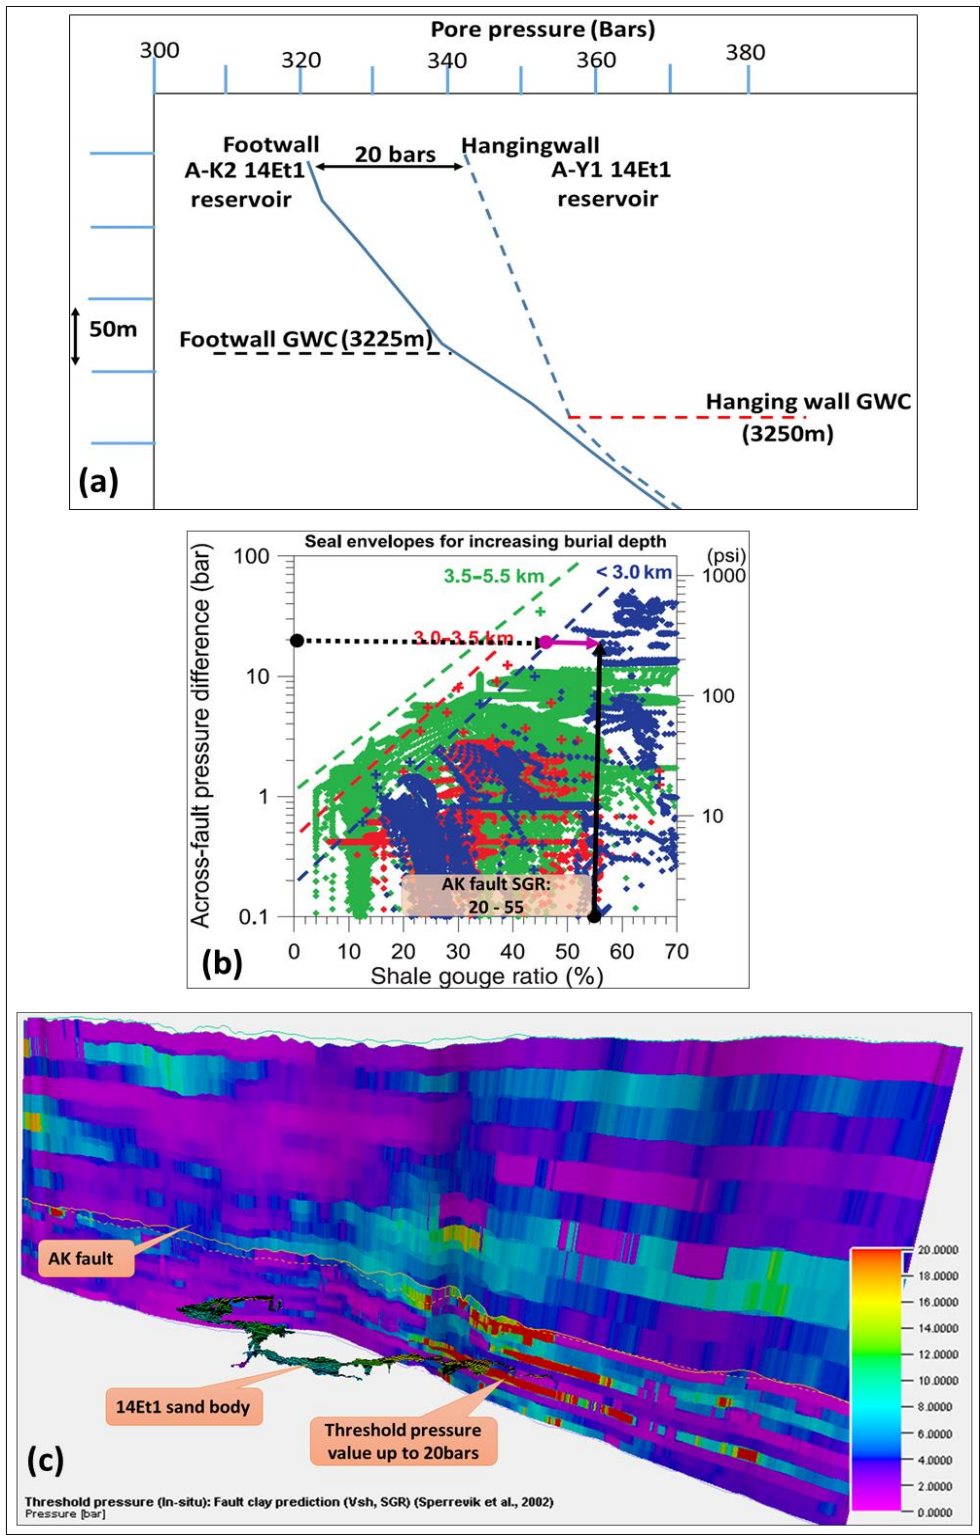 Pore pressure (Bars)
300 320 340 360 380
Footwall
Hangingwall
20 bars
A-K2 14Et1
reservoir
A-Y1 14Et1
reservoir
50m
Footwall GWC (3225m)
Hanging wall GWC
(3250m)
(a)
Seal envelopes for increasing burial depth
Across-fault pressure difference (bar)
100
10
1
0.1
(psi)
1000
100
10
3.5-5.5 km
< 3.0 km
3.0-3.5 km
AK fault SGR:
20 - 55
0 10 20 30 40 50 60 70
Shale gouge ratio (%)
(b)
AK fault
14Et1 sand body
Threshold pressure
value up to 20bars
20.0000
18.0000
16.0000
14.0000
12.0000
10.0000
8.0000
6.0000
4.0000
2.0000
0.0000
(c)
Threshold pressure (In-situ): Fault clay prediction (Vsh, SGR) (Sperrevik et al., 2002)
Pressure [bar]